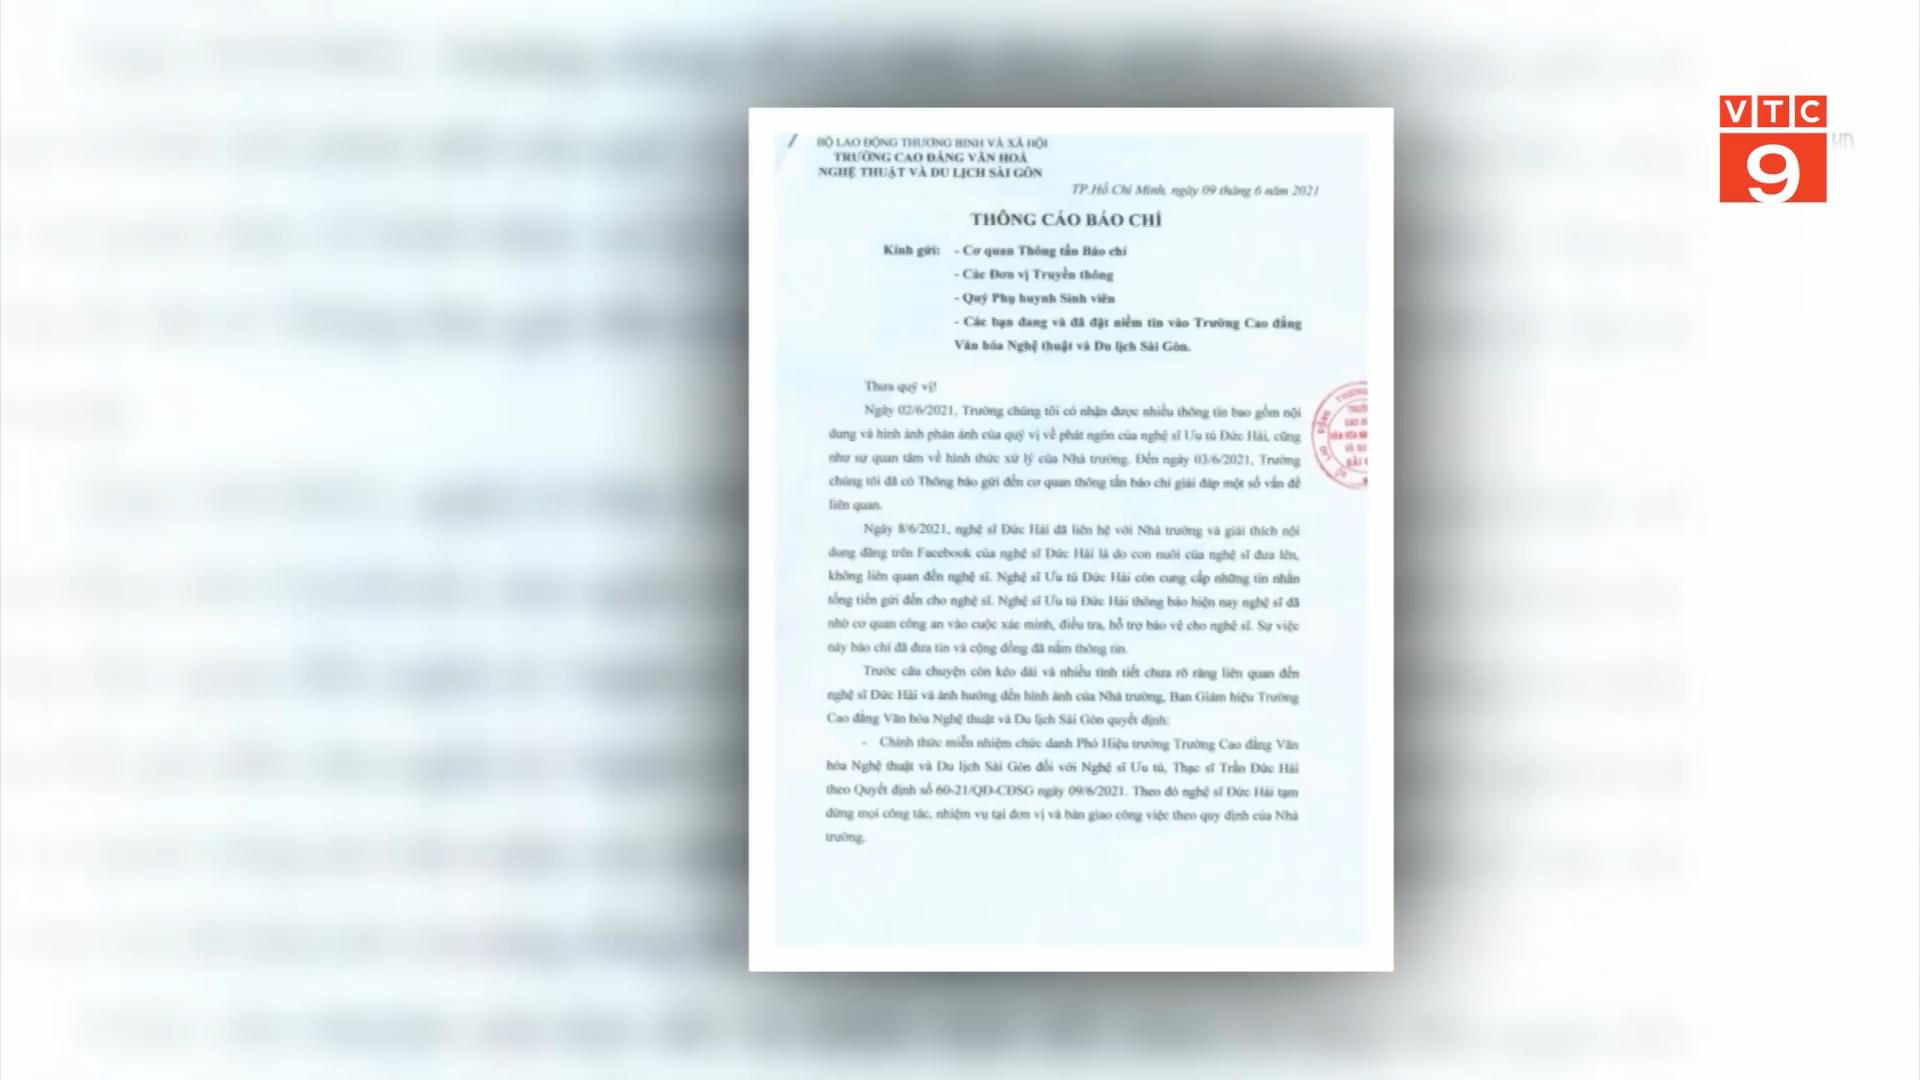 VTC
9
BỘ LAO ĐỘNG THƯƠNG BINH VÀ XÃ HỘI
TRƯỜNG CAO ĐẲNG VĂN HOÁ
NGHỆ THUẬT VÀ DU LỊCH SÀI GÒN
TP.Hồ Chí Minh, ngày 09 tháng 6 năm 2021
THÔNG CÁO BÁO CHÍ
Kính gửi: - Cơ quan Thông tấn Báo chí
- Các Đơn vị Truyền thông
- Quý Phụ huynh Sinh viên
- Các bạn đang và đã đặt niềm tin vào Trường Cao đẳng
Văn hóa Nghệ thuật và Du lịch Sài Gòn.
Thưa quý vị!
Ngày 02/6/2021, Trường chúng tôi có nhận được nhiều thông tin bao gồm nội
dung và hình ảnh phản ánh của quý vị về phát ngôn của nghệ sĩ Ưu tú Đức Hải, cũng
như sự quan tâm về hình thức xử lý của Nhà trường. Đến ngày 03/6/2021, Trường
chúng tôi đã có Thông báo gửi đến cơ quan thông tấn báo chí giải đáp một số vấn đề
liên quan.
Ngày 8/6/2021, nghệ sĩ Đức Hải đã liên hệ với Nhà trường và giải thích nội
dung đăng trên Facebook của nghệ sĩ Đức Hải là do con nuôi của nghệ sĩ đưa lên,
không liên quan đến nghệ sĩ. Nghệ sĩ Ưu tú Đức Hải còn cung cấp những tin nhắn
tống tiền gửi đến cho nghệ sĩ. Nghệ sĩ Ưu tú Đức Hải thông báo hiện nay nghệ sĩ đã
nhờ cơ quan công an vào cuộc xác minh, điều tra, hỗ trợ bảo vệ cho nghệ sĩ. Sự việc
này báo chí đã đưa tin và cộng đồng đã nắm thông tin.
Trước câu chuyện còn kéo dài và nhiều tình tiết chưa rõ ràng liên quan đến
nghệ sĩ Đức Hải và ảnh hưởng đến hình ảnh của Nhà trường, Ban Giám hiệu Trường
Cao đẳng Văn hóa Nghệ thuật và Du lịch Sài Gòn quyết định:
- Chính thức miễn nhiệm chức danh Phó Hiệu trưởng Trường Cao đẳng Văn
hóa Nghệ thuật và Du lịch Sài Gòn đối với Nghệ sĩ Ưu tú, Thạc sĩ Trần Đức Hải
theo Quyết định số 60-21/QĐ-CĐSG ngày 09/6/2021. Theo đó nghệ sĩ Đức Hải tạm
dừng mọi công tác, nhiệm vụ tại đơn vị và bàn giao công việc theo quy định của Nhà
trường.